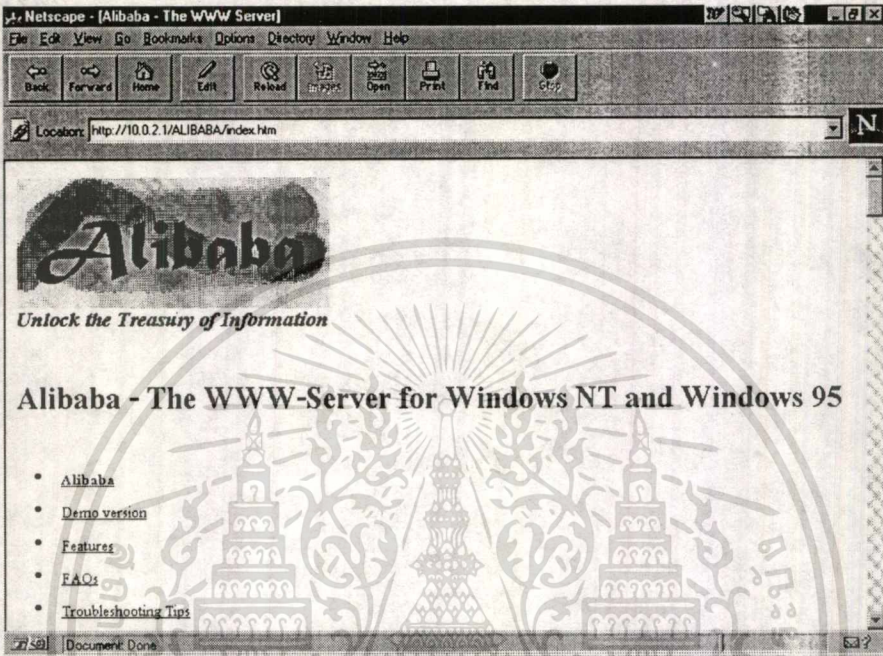 Netscape - [Alibaba - The WWW Server]
File Edit View Go Bookmarks Options Directory Window Help
Back Forward Home Edit Reload Images Open Print Find Stop
Location: http://10.0.2.1/ALIBABA/index.htm
N
Alibaba
Unlock the Treasury of Information
Alibaba - The WWW-Server for Windows NT and Windows 95
Alibaba
Demo version
Features
FAQs
Troubleshooting Tips
Document: Done